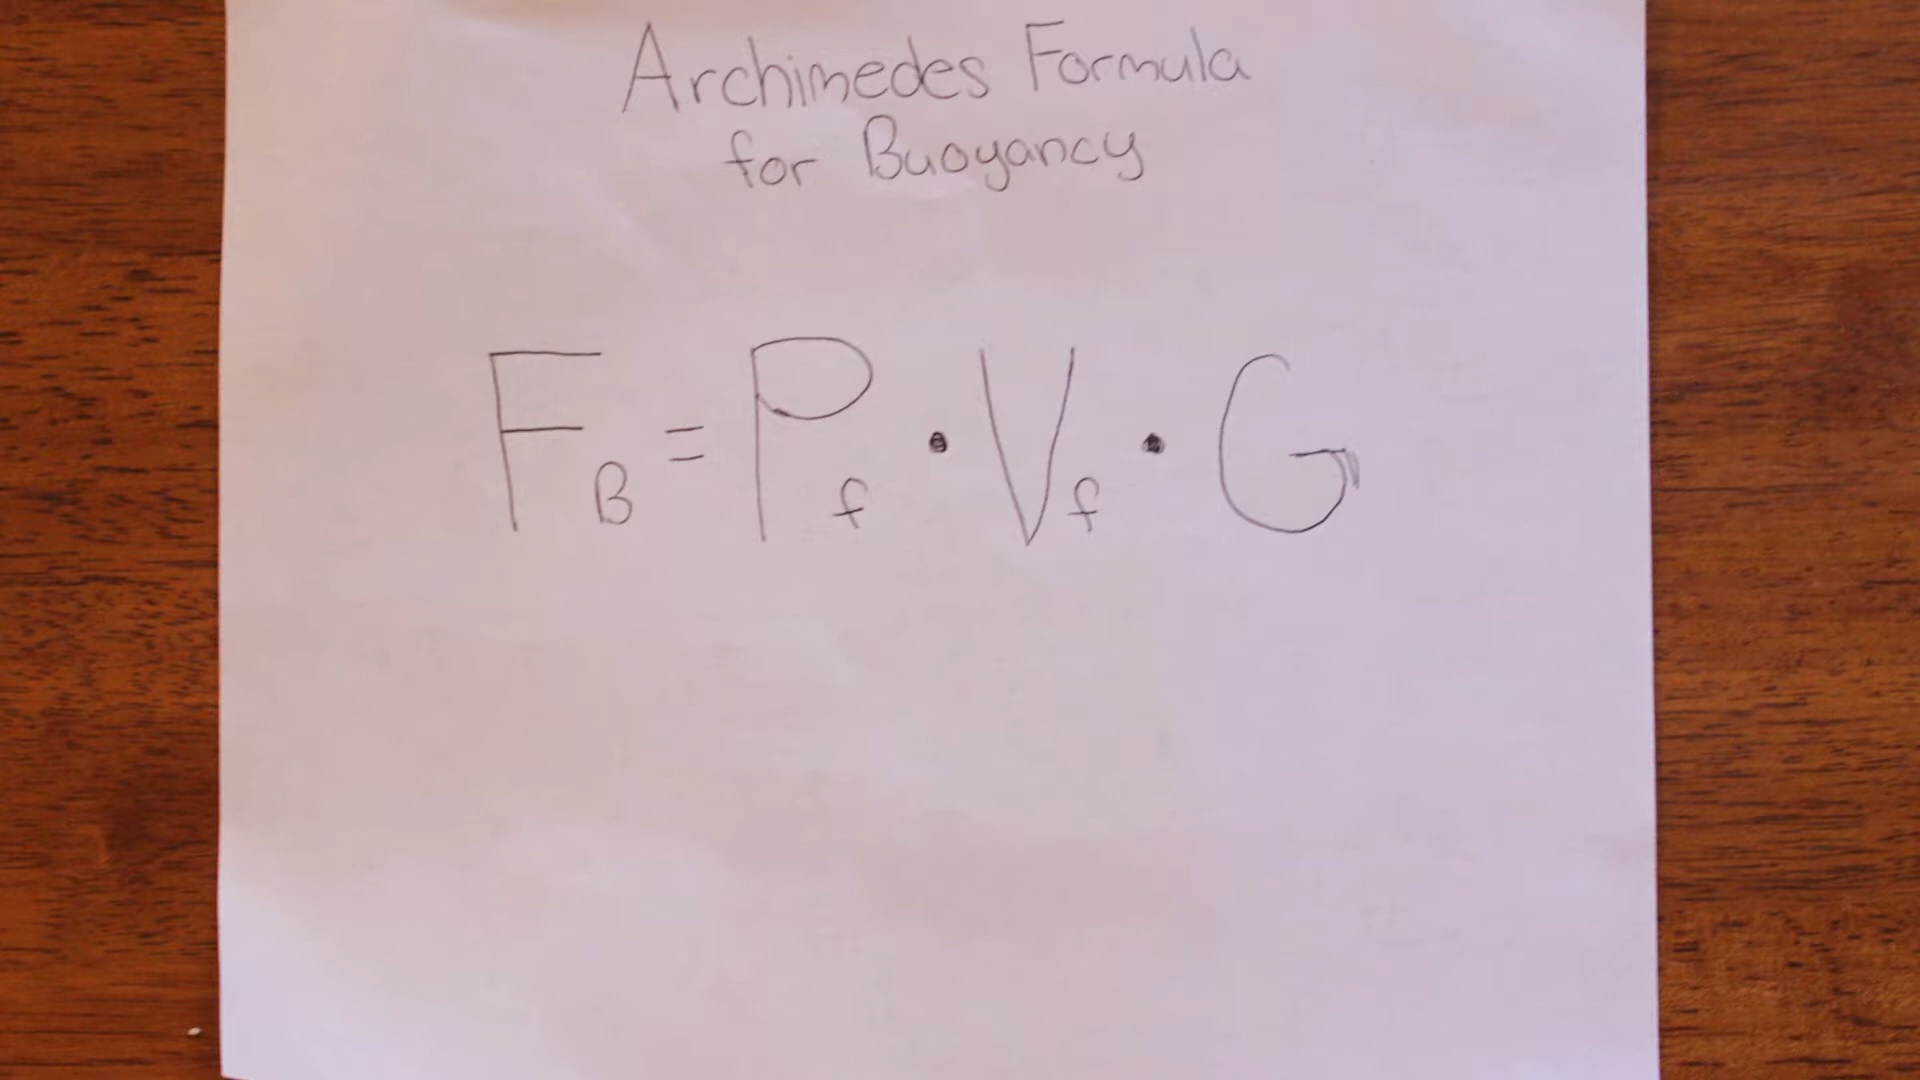 Archimedes Formula
for Buoyancy
F_B = P_f · V_f · G